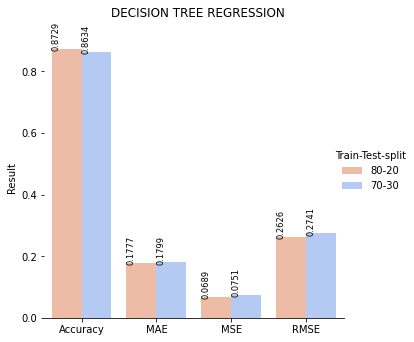 DECISION TREE REGRESSION
0.8729
0.8634
0.8
0.6
0.4
0.2
0.0
Result
0.1777
0.1799
0.0689
0.0751
0.2626
0.2741
Train-Test-split
80-20
70-30
Accuracy
MAE
MSE
RMSE